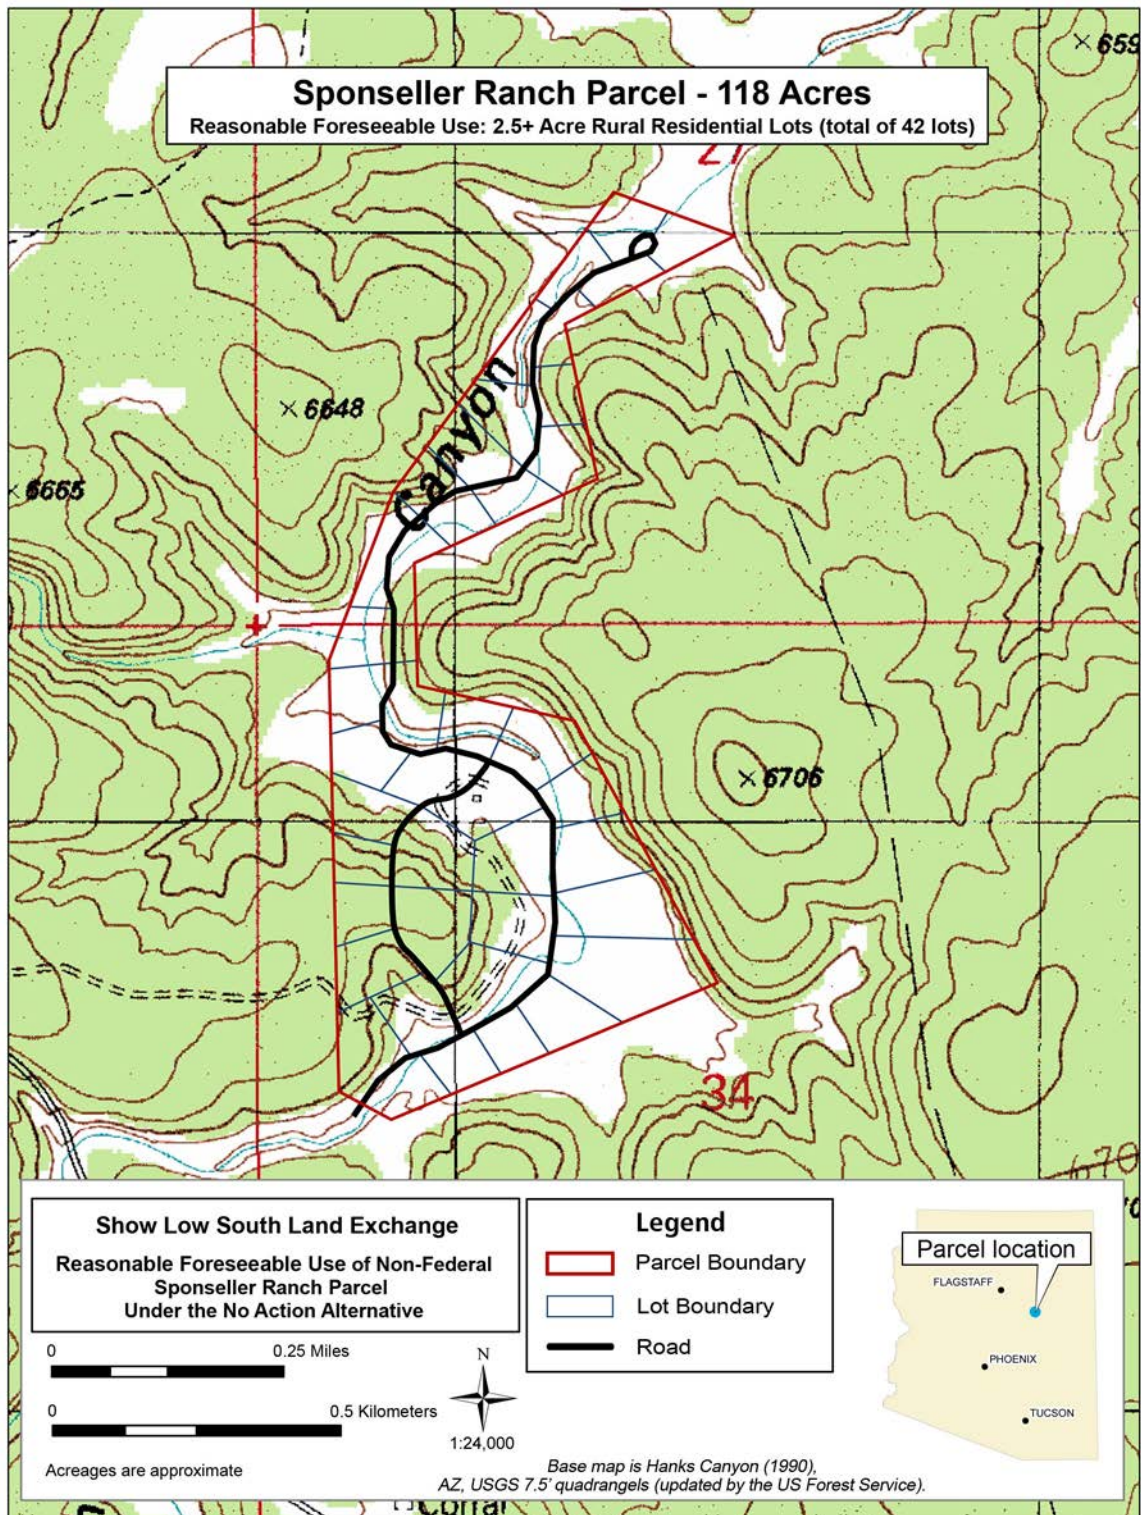 659
Sponseller Ranch Parcel - 118 Acres
Reasonable Foreseeable Use: 2.5+ Acre Rural Residential Lots (total of 42 lots)
27
Canyon
6648
6665
6706
34
670
Show Low South Land Exchange
Reasonable Foreseeable Use of Non-Federal
Sponseller Ranch Parcel
Under the No Action Alternative
0 0.25 Miles
0 0.5 Kilometers
Acreages are approximate
N
1:24,000
Legend
Parcel Boundary
Lot Boundary
Road
Parcel location
FLAGSTAFF
PHOENIX
TUCSON
Base map is Hanks Canyon (1990),
AZ, USGS 7.5' quadrangels (updated by the US Forest Service).
Corral